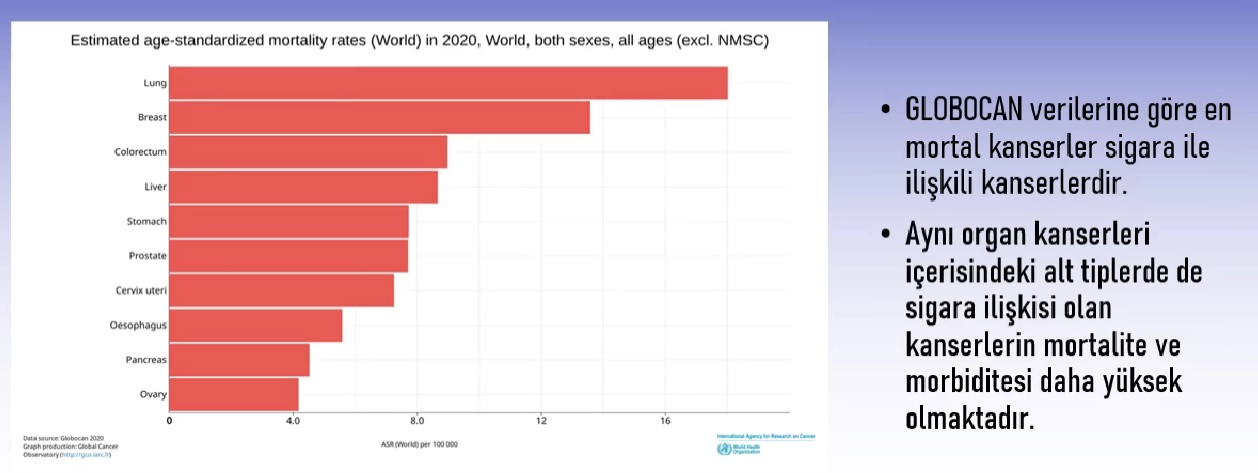 Estimated age-standardized mortality rates (World) in 2020, World, both sexes, all ages (excl. NMSC)
Lung
Breast
Colorectum
Liver
Stomach
Prostate
Cervix uteri
Oesophagus
Pancreas
Ovary
0 4.0 8.0 12 16
ASR (World) per 100 000
Data source: Globocan 2020
Graph production: Global Cancer
Observatory (http://gco.iarc.fr)
International Agency for Research on Cancer
World Health
Organization
• GLOBOCAN verilerine göre en
mortal kanserler sigara ile
ilişkili kanserlerdir.
• Aynı organ kanserleri
içerisindeki alt tiplerde de
sigara ilişkisi olan
kanserlerin mortalite ve
morbiditesi daha yüksek
olmaktadır.